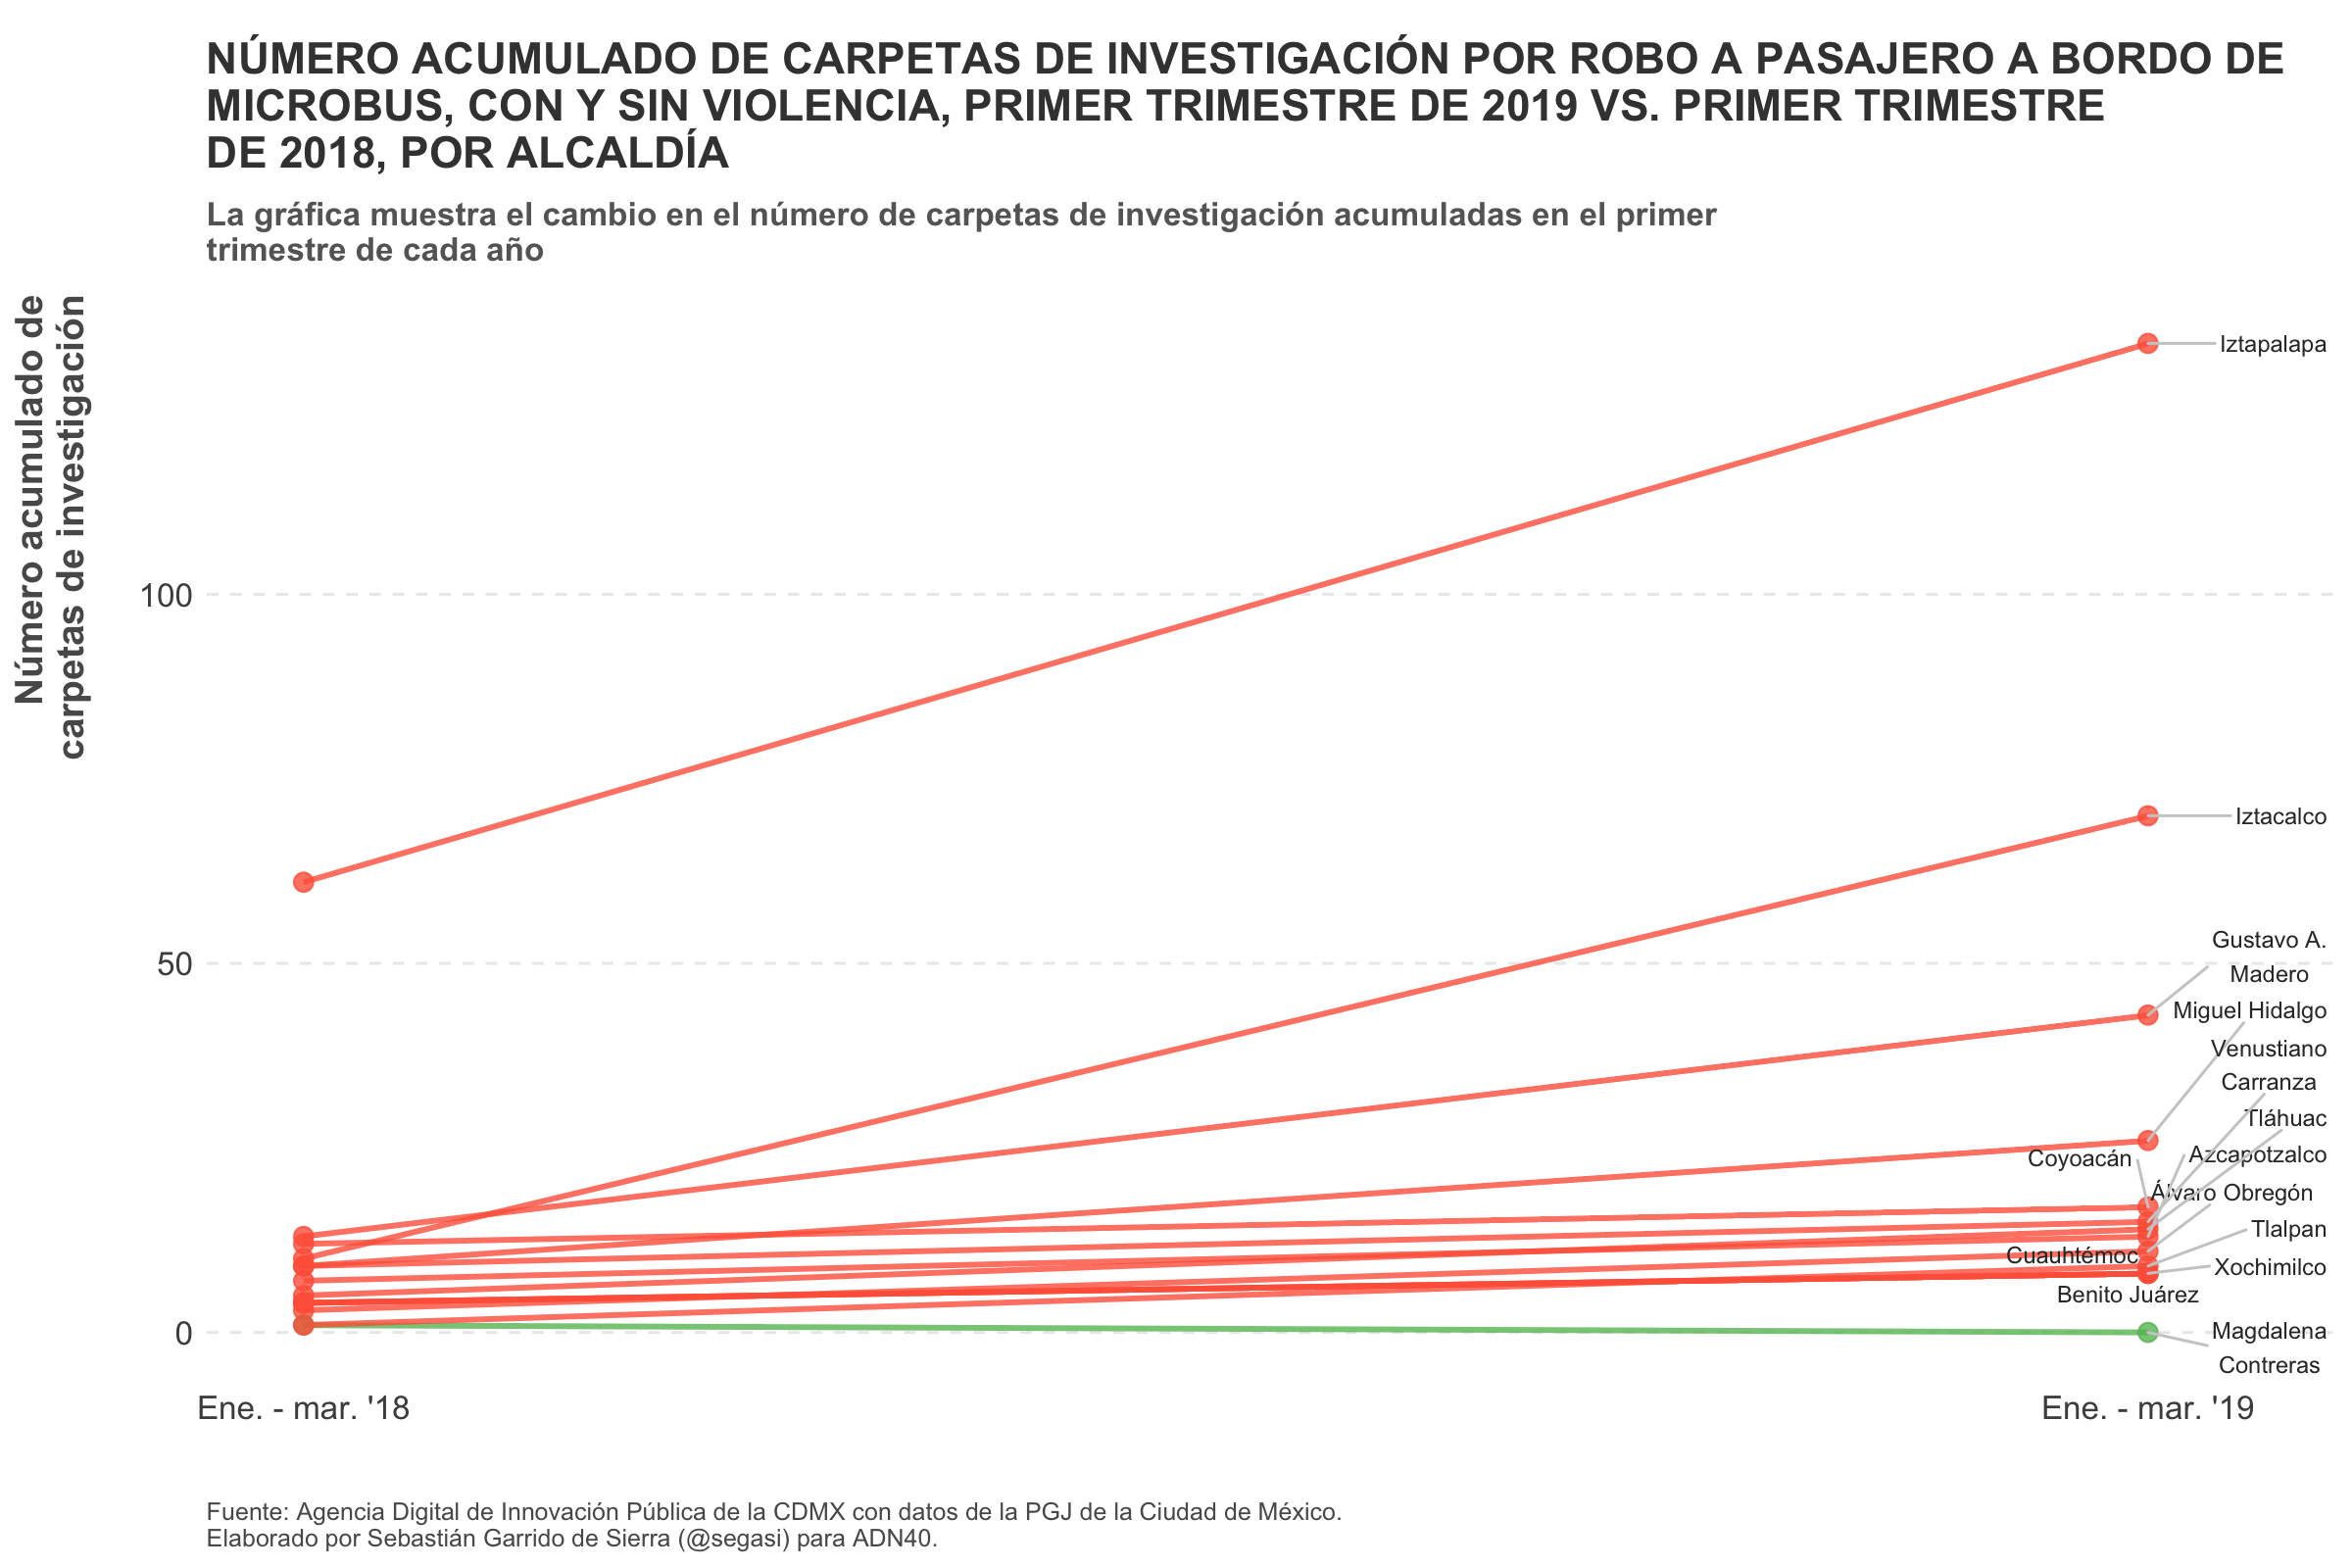 NÚMERO ACUMULADO DE CARPETAS DE INVESTIGACIÓN POR ROBO A PASAJERO A BORDO DE
MICROBUS, CON Y SIN VIOLENCIA, PRIMER TRIMESTRE DE 2019 VS. PRIMER TRIMESTRE
DE 2018, POR ALCALDÍA
La gráfica muestra el cambio en el número de carpetas de investigación acumuladas en el primer
trimestre de cada año
Número acumulado de
carpetas de investigación
100
50
0
Iztapalapa
Iztacalco
Gustavo A.
Madero
Miguel Hidalgo
Venustiano
Carranza
Tláhuac
Coyoacán
Azcapotzalco
Álvaro Obregón
Tlalpan
Cuauhtémoc
Xochimilco
Benito Juárez
Magdalena
Contreras
Ene. - mar. '18
Ene. - mar. '19
Fuente: Agencia Digital de Innovación Pública de la CDMX con datos de la PGJ de la Ciudad de México.
Elaborado por Sebastián Garrido de Sierra (@segasi) para ADN40.